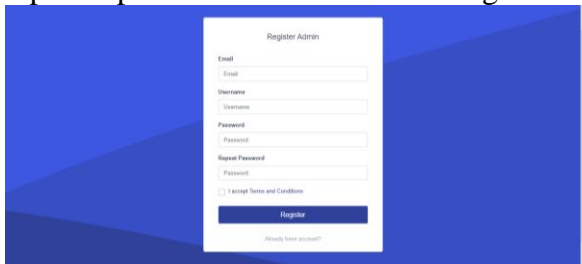 Register Admin
Email
Email
Username
Username
Password
Password
Repeat Password
Password
I accept Terms and Conditions
Register
Already have account?